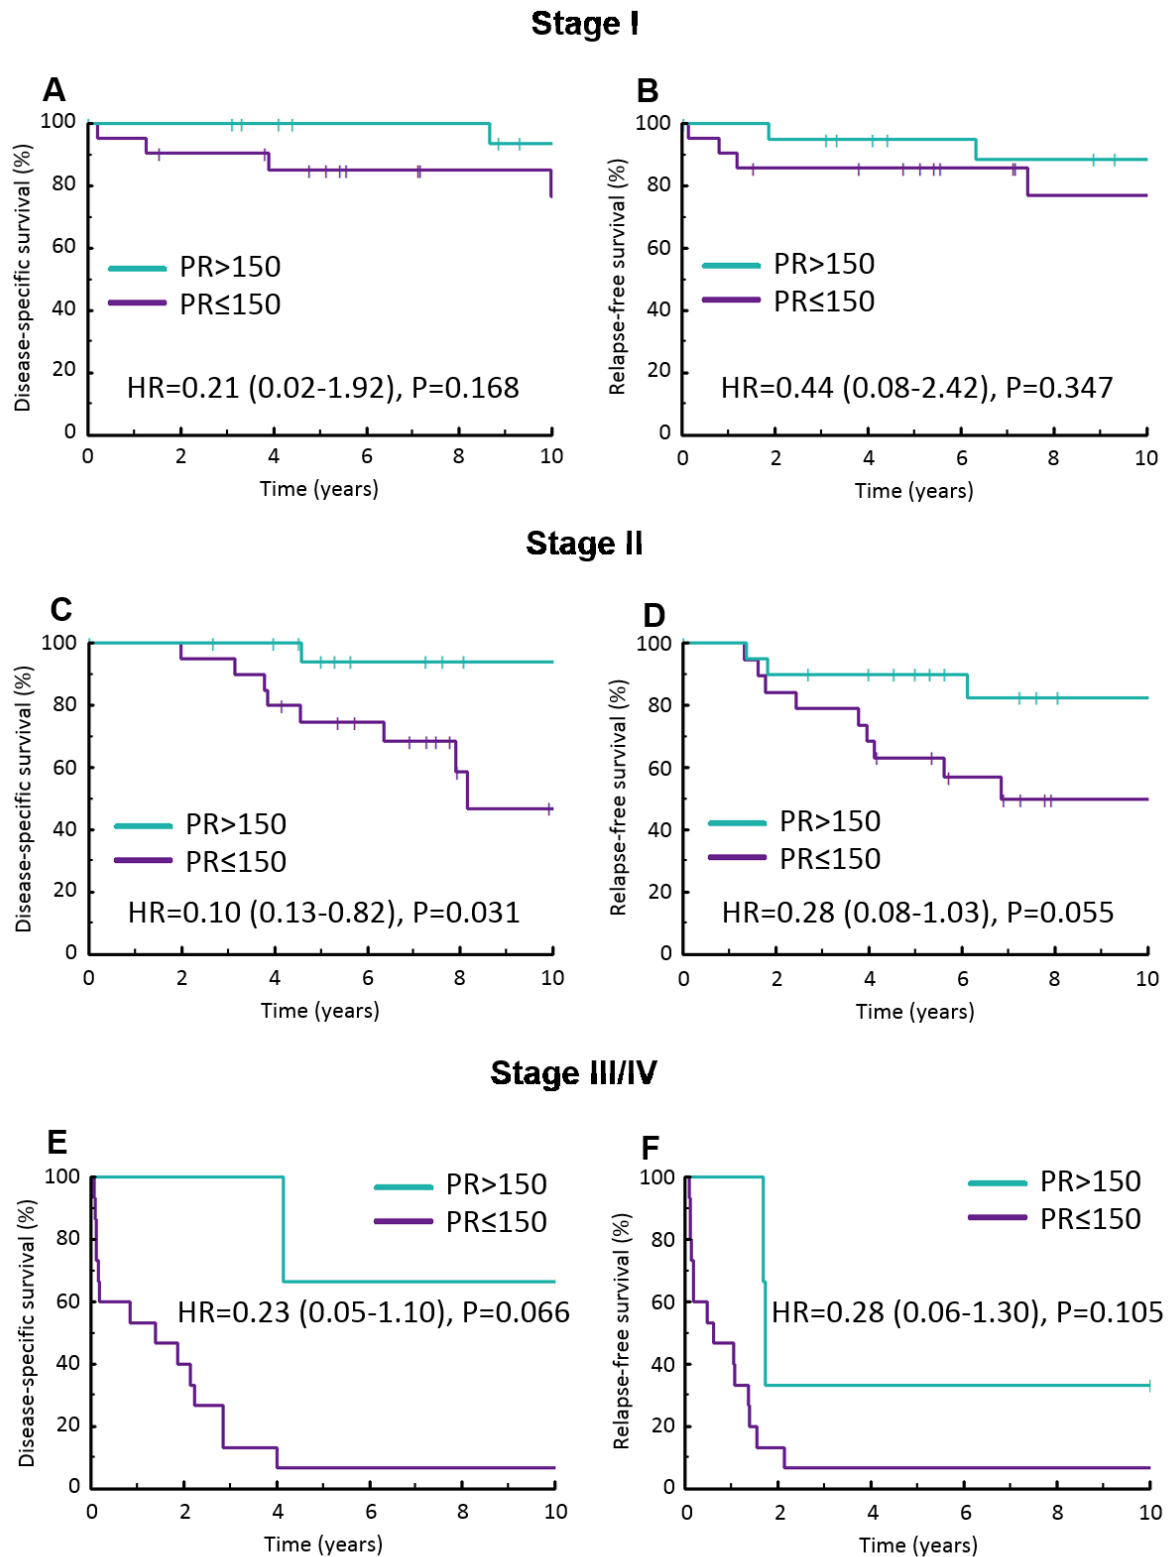 Stage I
A
Disease-specific survival (%)
100
80
60
40
20
0
PR>150
PR≤150
HR=0.21 (0.02-1.92), P=0.168
0 2 4 6 8 10
Time (years)
B
Relapse-free survival (%)
100
80
60
40
20
0
PR>150
PR≤150
HR=0.44 (0.08-2.42), P=0.347
0 2 4 6 8 10
Time (years)
Stage II
C
Disease-specific survival (%)
100
80
60
40
20
0
PR>150
PR≤150
HR=0.10 (0.13-0.82), P=0.031
0 2 4 6 8 10
Time (years)
D
Relapse-free survival (%)
100
80
60
40
20
0
PR>150
PR≤150
HR=0.28 (0.08-1.03), P=0.055
0 2 4 6 8 10
Time (years)
Stage III/IV
E
Disease-specific survival (%)
100
80
60
40
20
0
PR>150
PR≤150
HR=0.23 (0.05-1.10), P=0.066
0 2 4 6 8 10
Time (years)
F
Relapse-free survival (%)
100
80
60
40
20
0
PR>150
PR≤150
HR=0.28 (0.06-1.30), P=0.105
0 2 4 6 8 10
Time (years)